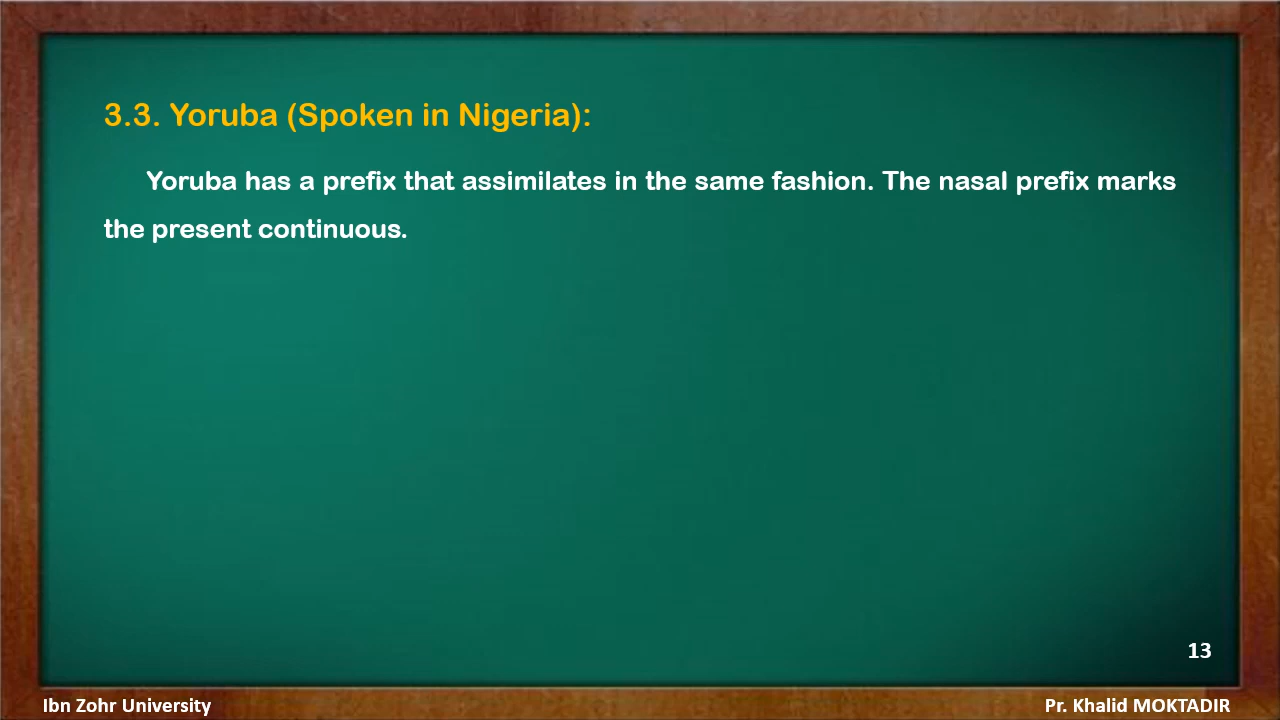 3.3. Yoruba (Spoken in Nigeria):
Yoruba has a prefix that assimilates in the same fashion. The nasal prefix marks
the present continuous.
13
Ibn Zohr University
Pr. Khalid MOKTADIR